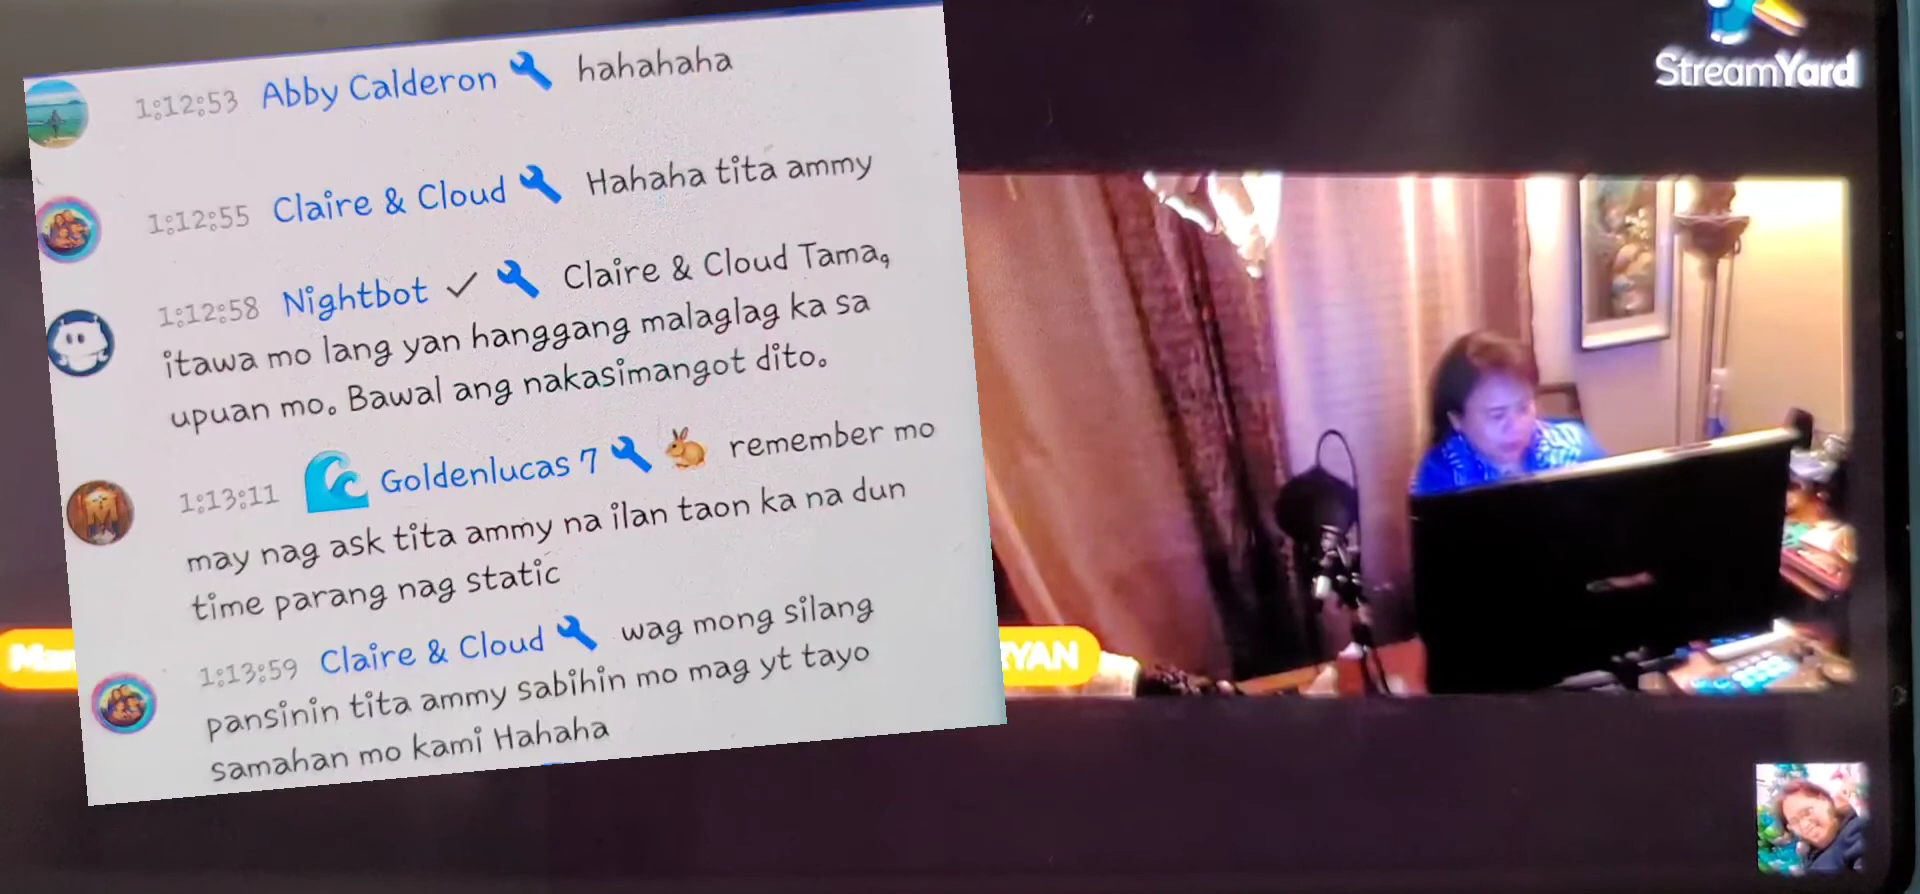 StreamYard
1:12:53 Abby Calderon hahahaha
1:12:55 Claire & Cloud Hahaha tita ammy
1:12:58 Nightbot ✓ Claire & Cloud Tama,
itawa mo lang yan hanggang malaglag ka sa
upuan mo. Bawal ang nakasimangot dito.
1:13:11 Goldenlucas 7 remember mo
may nag ask tita ammy na ilan taon ka na dun
time parang nag static
1:13:59 Claire & Cloud wag mong silang
pansinin tita ammy sabihin mo mag yt tayo
samahan mo kami Hahaha